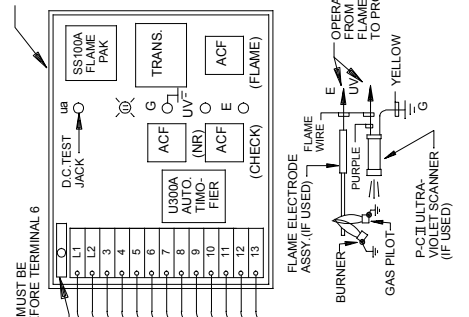 MUST BE
FORE TERMINAL 6
L1
L2
3
4
5
6
7
8
9
10
11
12
13
D.C.TEST
JACK
ua
SS100A
FLAME
PAK
TRANS.
ACF
(FLAME)
G
UV
E
ACF
(NR)
ACF
(CHECK)
U300A
AUTO.
TIMO-
FIER
FLAME ELECTRODE
ASSY.(IF USED)
BURNER
GAS PILOT
FLAME
WIRE
PURPLE
E
UV
OPERA
FROM
FLAME
TO PRO
YELLOW
G
P-CII ULTRA-
VIOLET SCANNER
(IF USED)